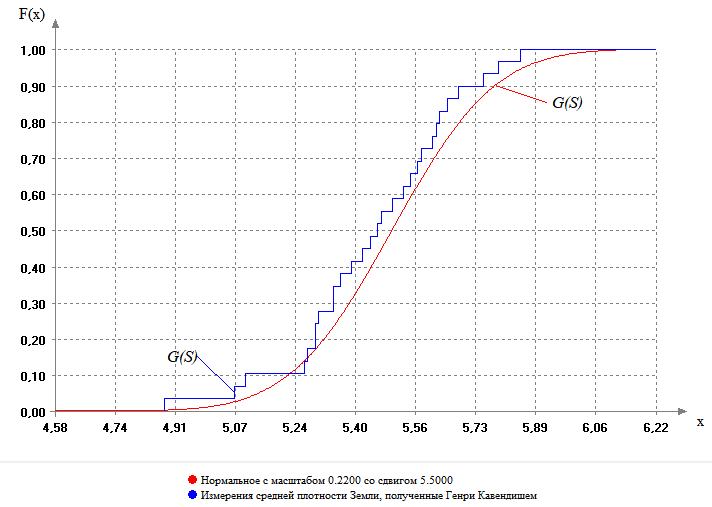 F(x)
1,00
0,90
G(S)
0,80
0,70
0,60
0,50
0,40
0,30
0,20
G(S)
0,10
0,00
4,58 4,74 4,91 5,07 5,24 5,40 5,56 5,73 5,89 6,06 6,22 x
Нормальное с масштабом 0.2200 со сдвигом 5.5000
Измерения средней плотности Земли, полученные Генри Кавендишем